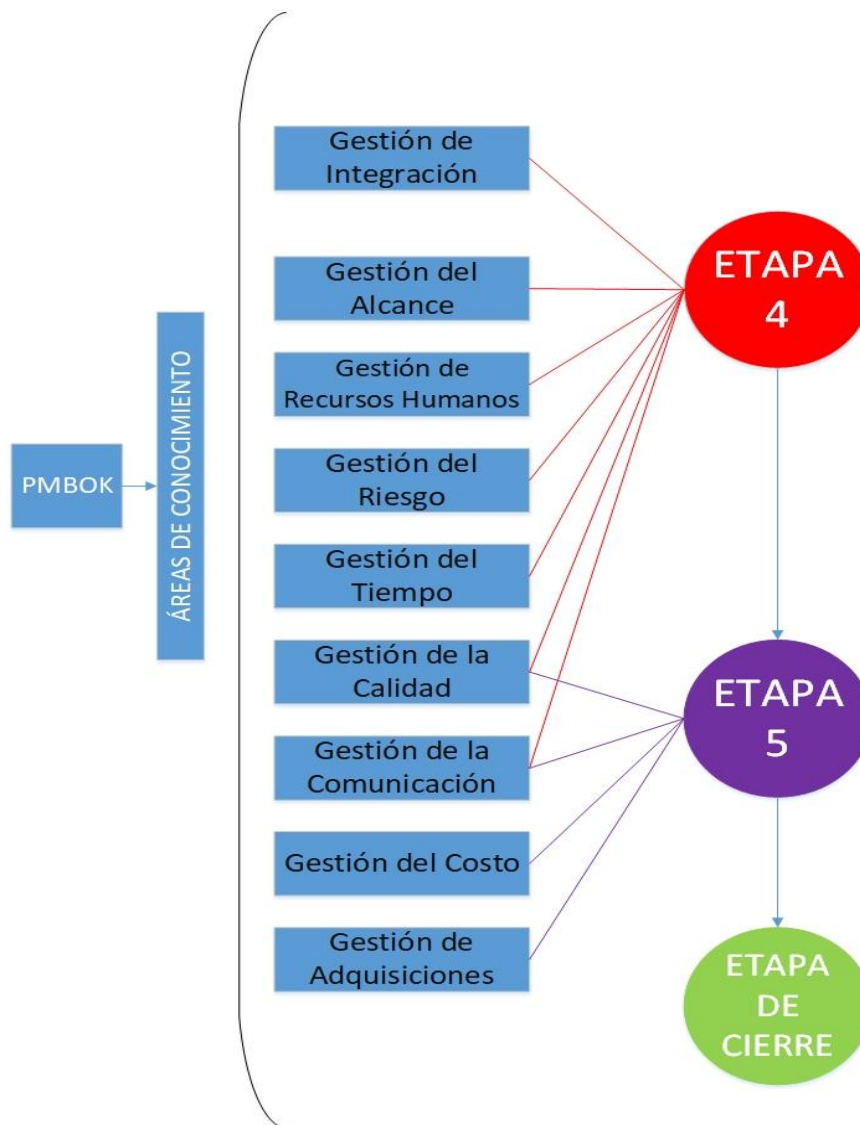 PMBOK
ÁREAS DE CONOCIMIENTO
Gestión de
Integración
Gestión del
Alcance
Gestión de
Recursos Humanos
Gestión del
Riesgo
Gestión del
Tiempo
Gestión de la
Calidad
Gestión de la
Comunicación
Gestión del Costo
Gestión de
Adquisiciones
ETAPA
4
ETAPA
5
ETAPA
DE
CIERRE